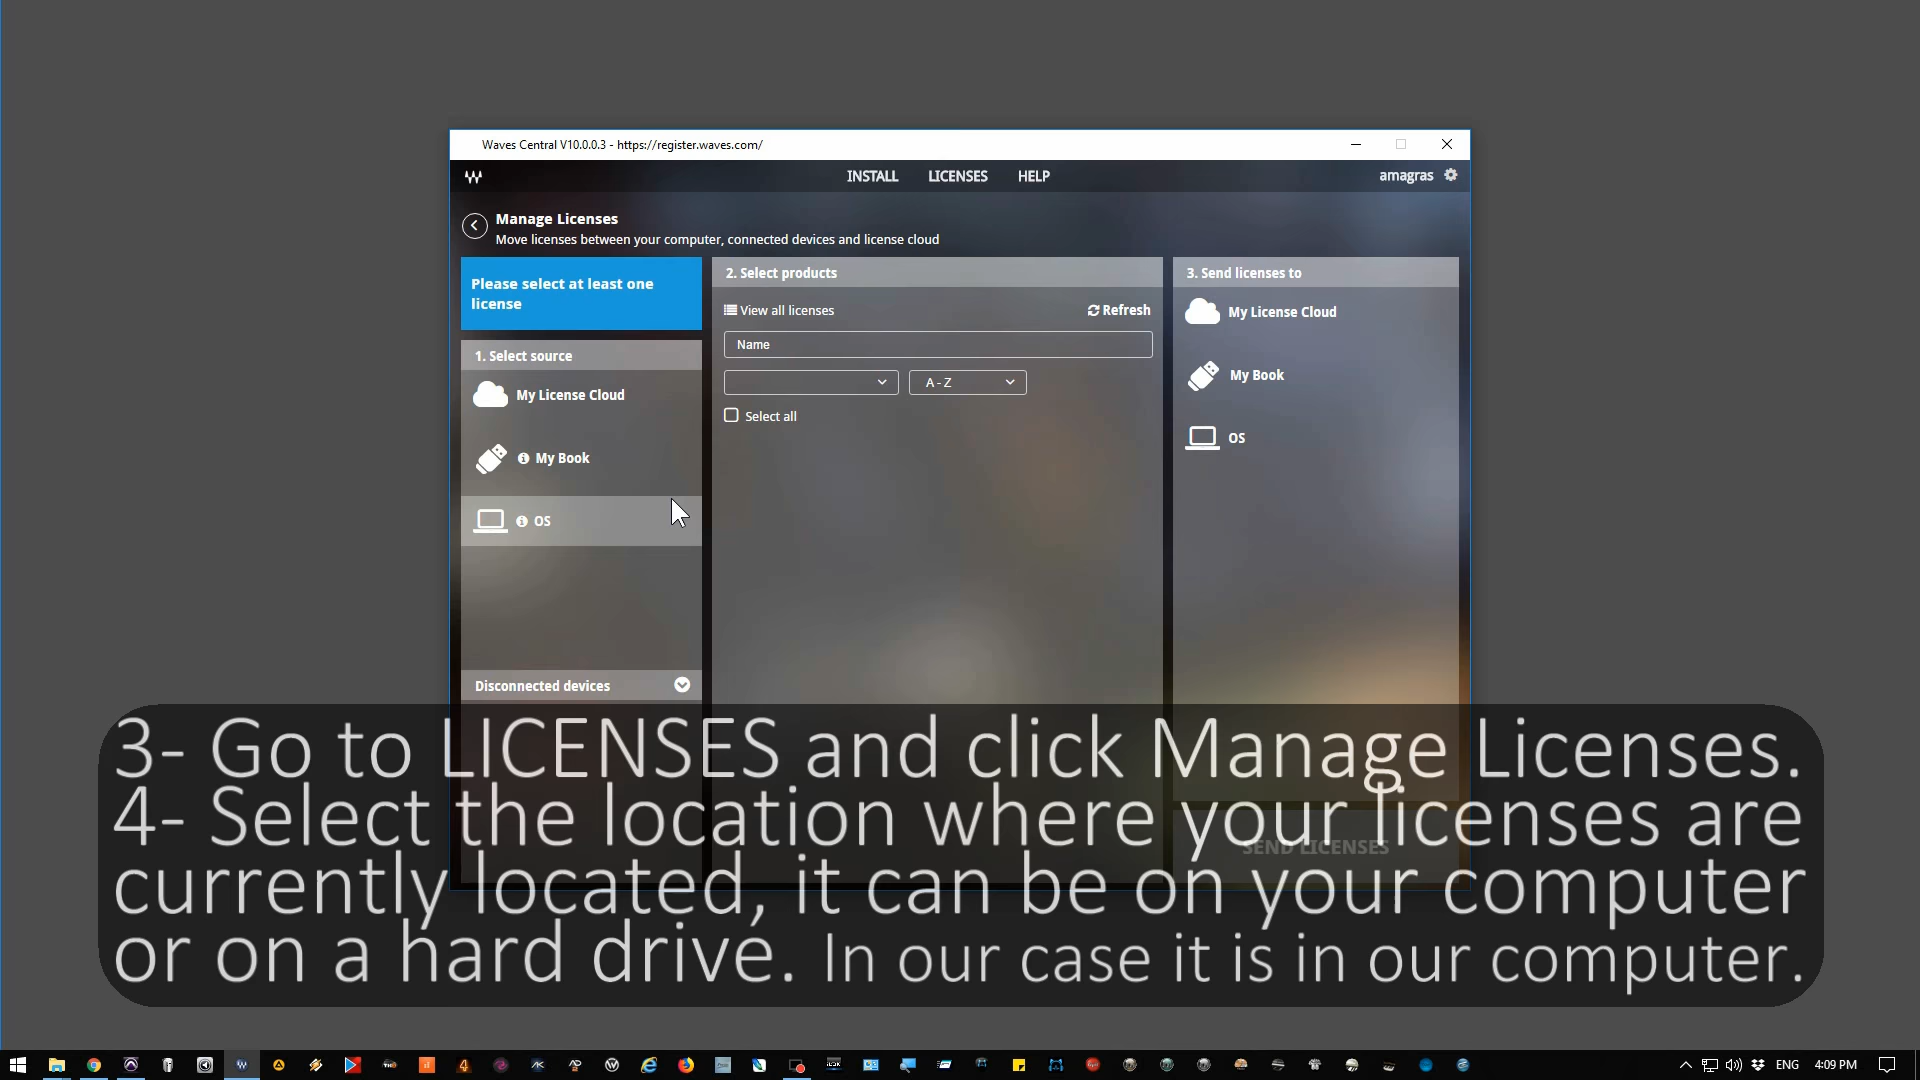 Waves Central V10.0.0.3 - https://register.waves.com/
INSTALL LICENSES HELP
amagras
Manage Licenses
Move licenses between your computer, connected devices and license cloud
Please select at least one
license
1. Select source
My License Cloud
My Book
OS
Disconnected devices
2. Select products
View all licenses
Refresh
Name
A - Z
Select all
3. Send licenses to
My License Cloud
My Book
OS
SEND LICENSES
3- Go to LICENSES and click Manage Licenses.
4- Select the location where your licenses are
currently located, it can be on your computer
or on a hard drive. In our case it is in our computer.
ENG
4:09 PM